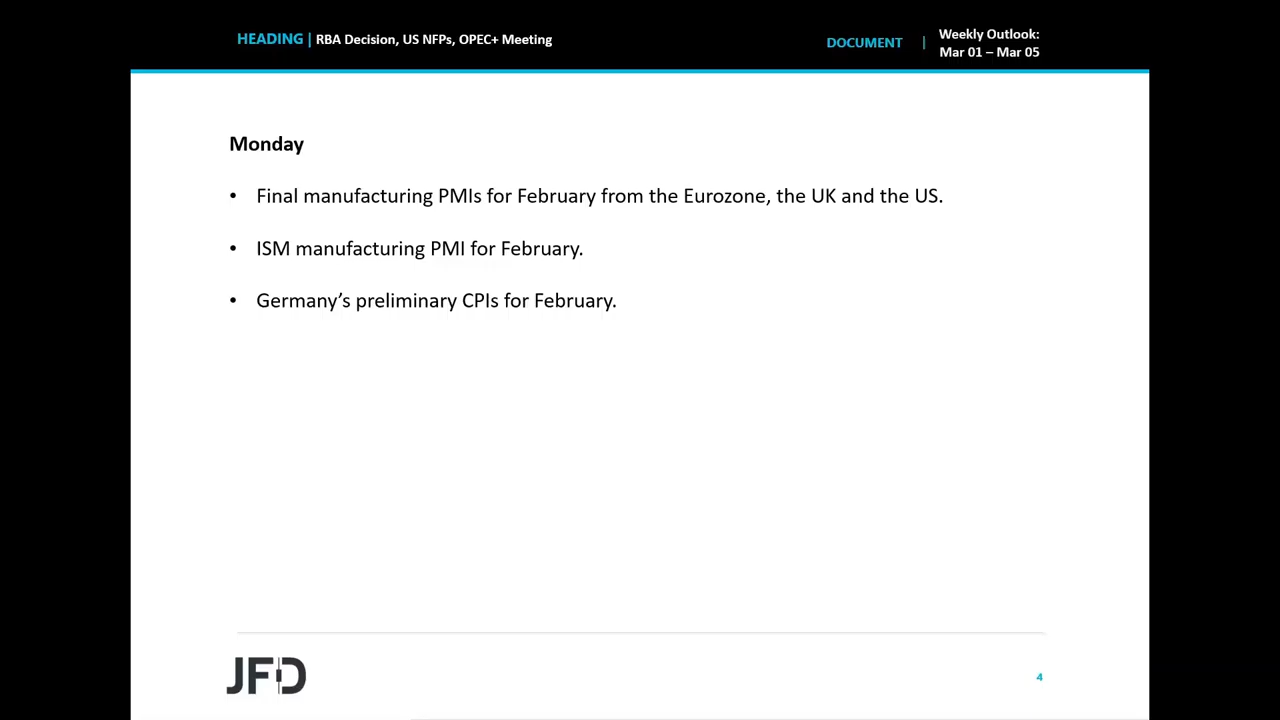 HEADING | RBA Decision, US NFPs, OPEC+ Meeting
DOCUMENT | Weekly Outlook:
Mar 01 – Mar 05
Monday
• Final manufacturing PMIs for February from the Eurozone, the UK and the US.
• ISM manufacturing PMI for February.
• Germany’s preliminary CPIs for February.
JFD
4